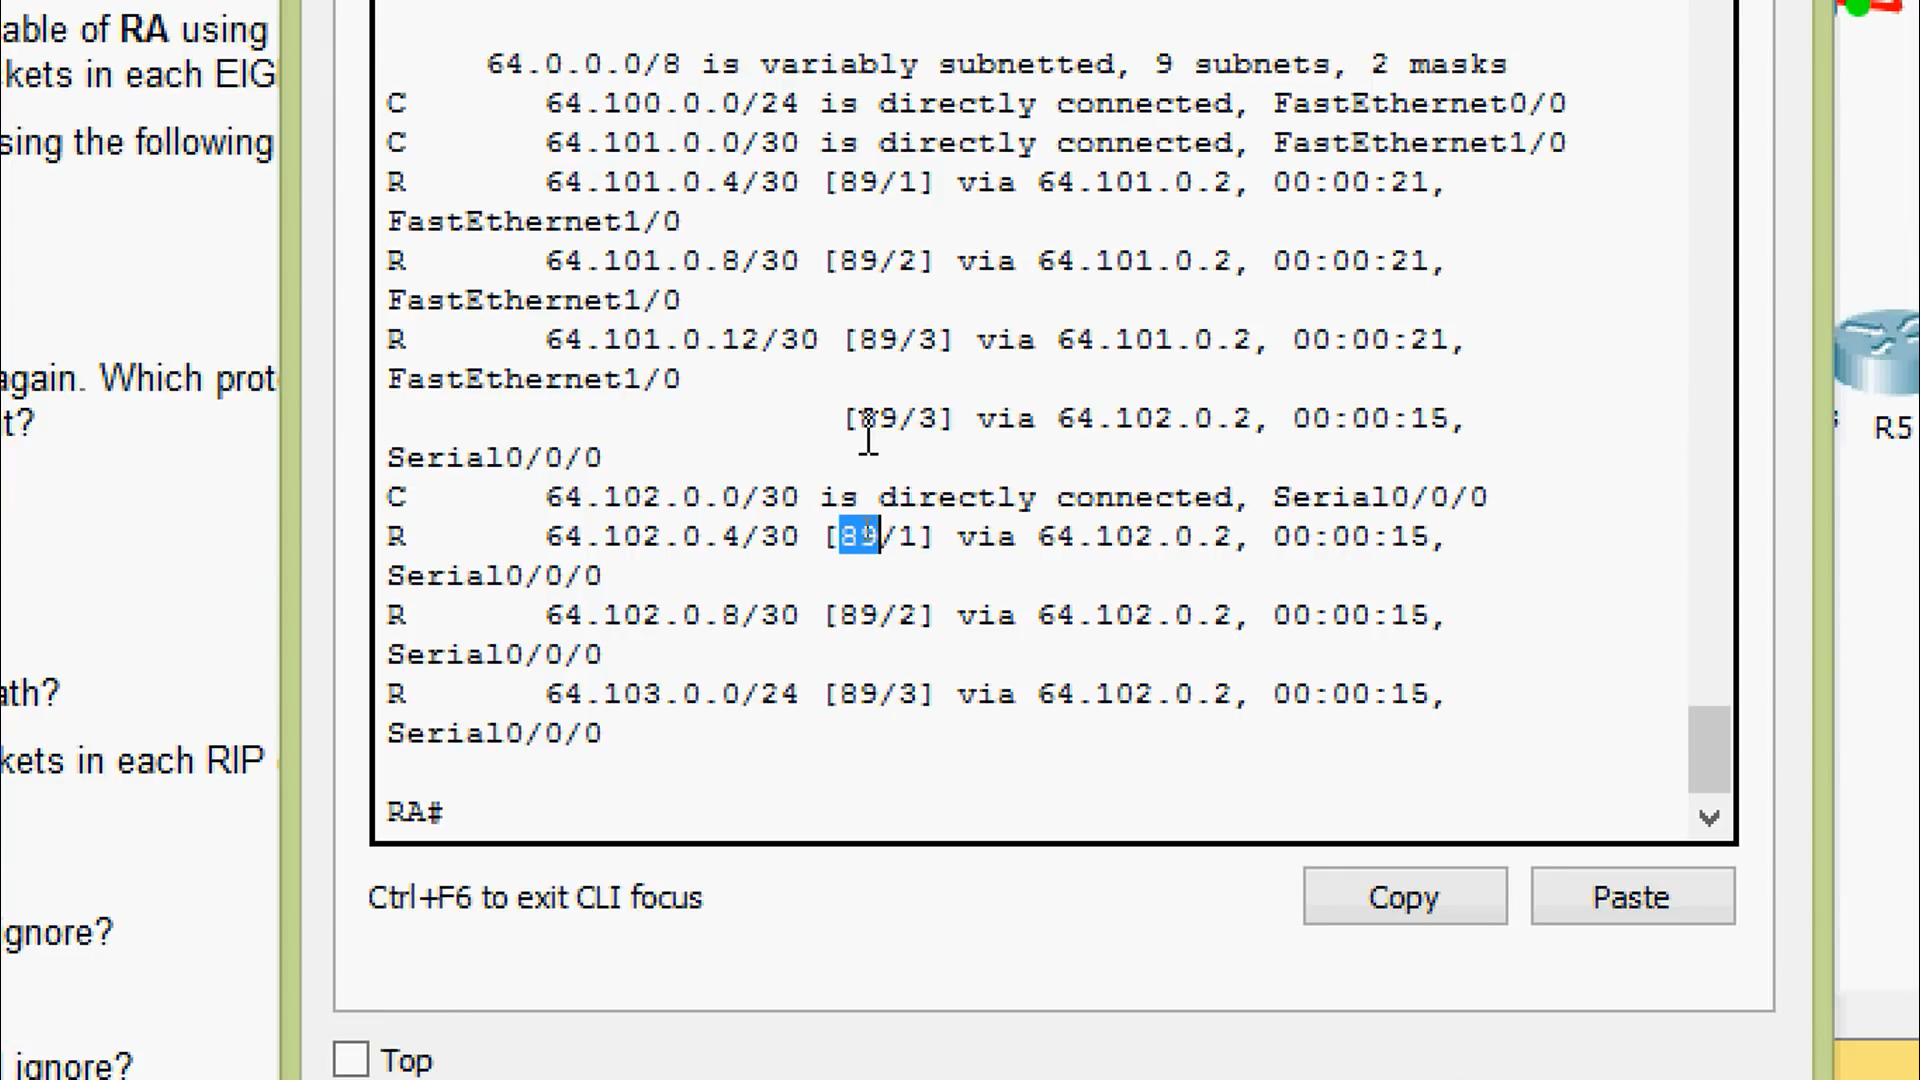 able of RA using
kets in each EIG
sing the following
again. Which prot
t?
ath?
kets in each RIP
gnore?
ignore?
64.0.0.0/8 is variably subnetted, 9 subnets, 2 masks
C 64.100.0.0/24 is directly connected, FastEthernet0/0
C 64.101.0.0/30 is directly connected, FastEthernet1/0
R 64.101.0.4/30 [89/1] via 64.101.0.2, 00:00:21,
FastEthernet1/0
R 64.101.0.8/30 [89/2] via 64.101.0.2, 00:00:21,
FastEthernet1/0
R 64.101.0.12/30 [89/3] via 64.101.0.2, 00:00:21,
FastEthernet1/0
[89/3] via 64.102.0.2, 00:00:15,
Serial0/0/0
C 64.102.0.0/30 is directly connected, Serial0/0/0
R 64.102.0.4/30 [89/1] via 64.102.0.2, 00:00:15,
Serial0/0/0
R 64.102.0.8/30 [89/2] via 64.102.0.2, 00:00:15,
Serial0/0/0
R 64.103.0.0/24 [89/3] via 64.102.0.2, 00:00:15,
Serial0/0/0
RA#
Ctrl+F6 to exit CLI focus
Copy
Paste
Top
R5